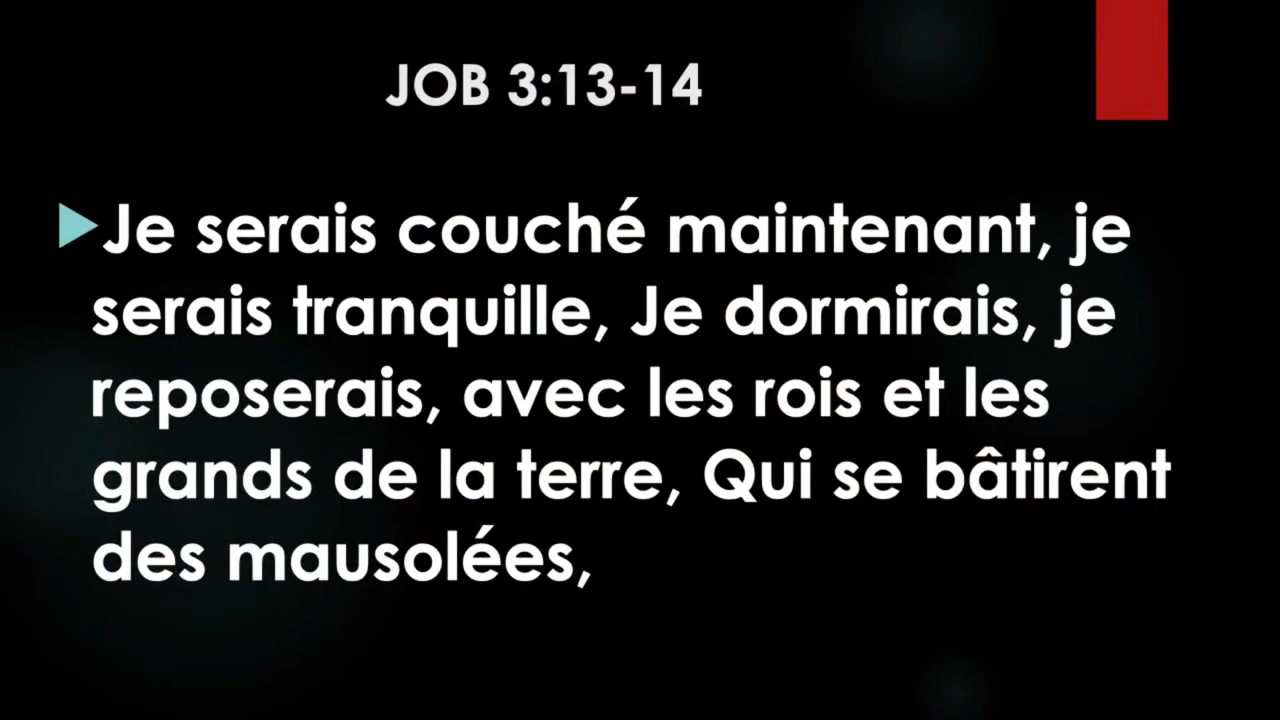 JOB 3:13-14
Je serais couché maintenant, je
serais tranquille, Je dormirais, je
reposerais, avec les rois et les
grands de la terre, Qui se bâtirent
des mausolées,